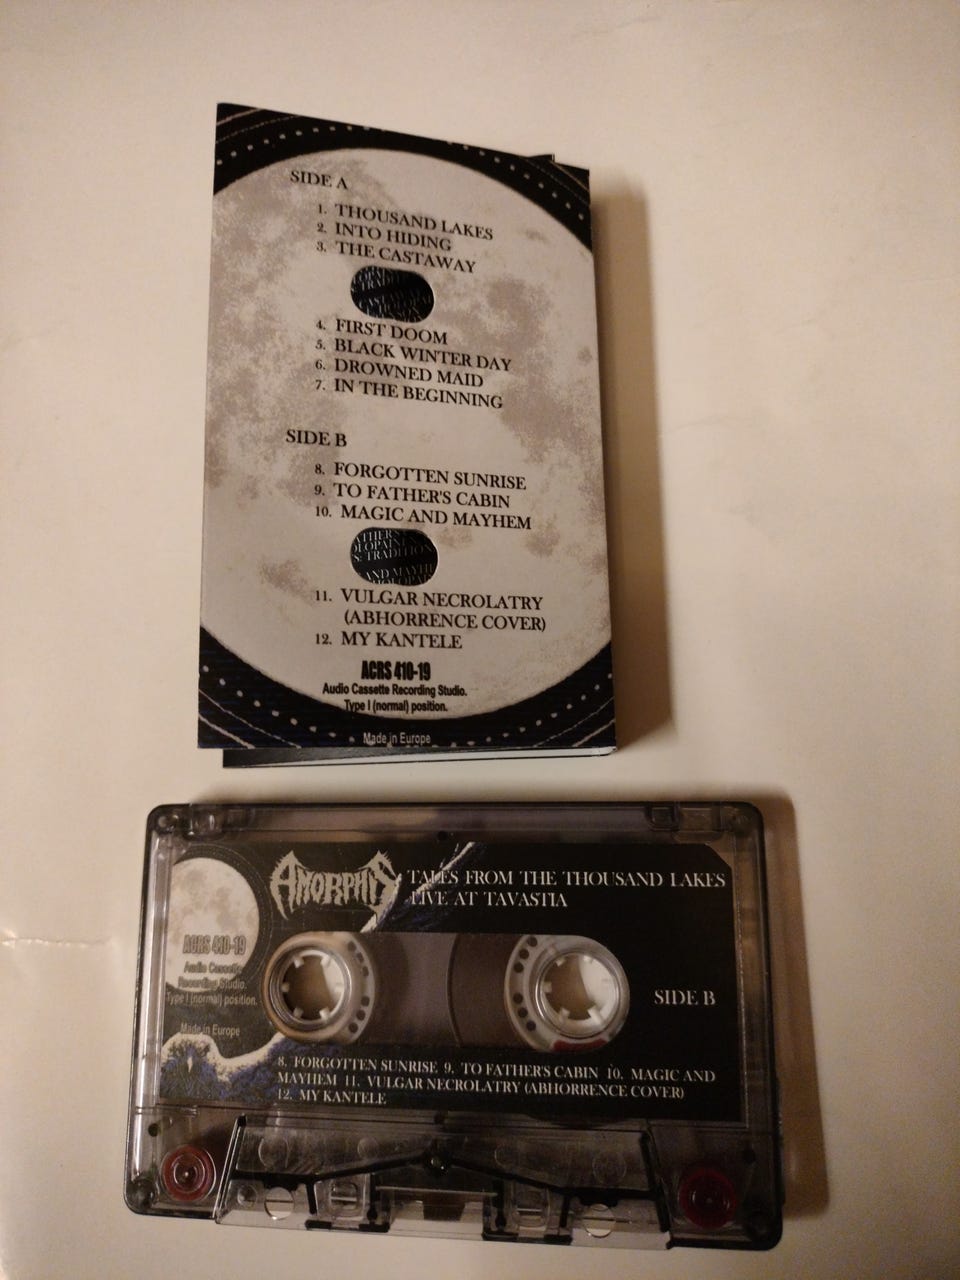 SIDE A
1. THOUSAND LAKES
2. INTO HIDING
3. THE CASTAWAY
4. FIRST DOOM
5. BLACK WINTER DAY
6. DROWNED MAID
7. IN THE BEGINNING
SIDE B
8. FORGOTTEN SUNRISE
9. TO FATHER'S CABIN
10. MAGIC AND MAYHEM
11. VULGAR NECROLATRY
(ABHORRENCE COVER)
12. MY KANTELE
ACRS 410-19
Audio Cassette Recording Studio.
Type I (normal) position.
Made in Europe
AMORPHIS
TALES FROM THE THOUSAND LAKES
LIVE AT TAVASTIA
ACRS 410-19
Audio Cassette
Recording Studio.
Type I (normal) position.
Made in Europe
SIDE B
8. FORGOTTEN SUNRISE 9. TO FATHER'S CABIN 10. MAGIC AND
MAYHEM 11. VULGAR NECROLATRY (ABHORRENCE COVER)
12. MY KANTELE